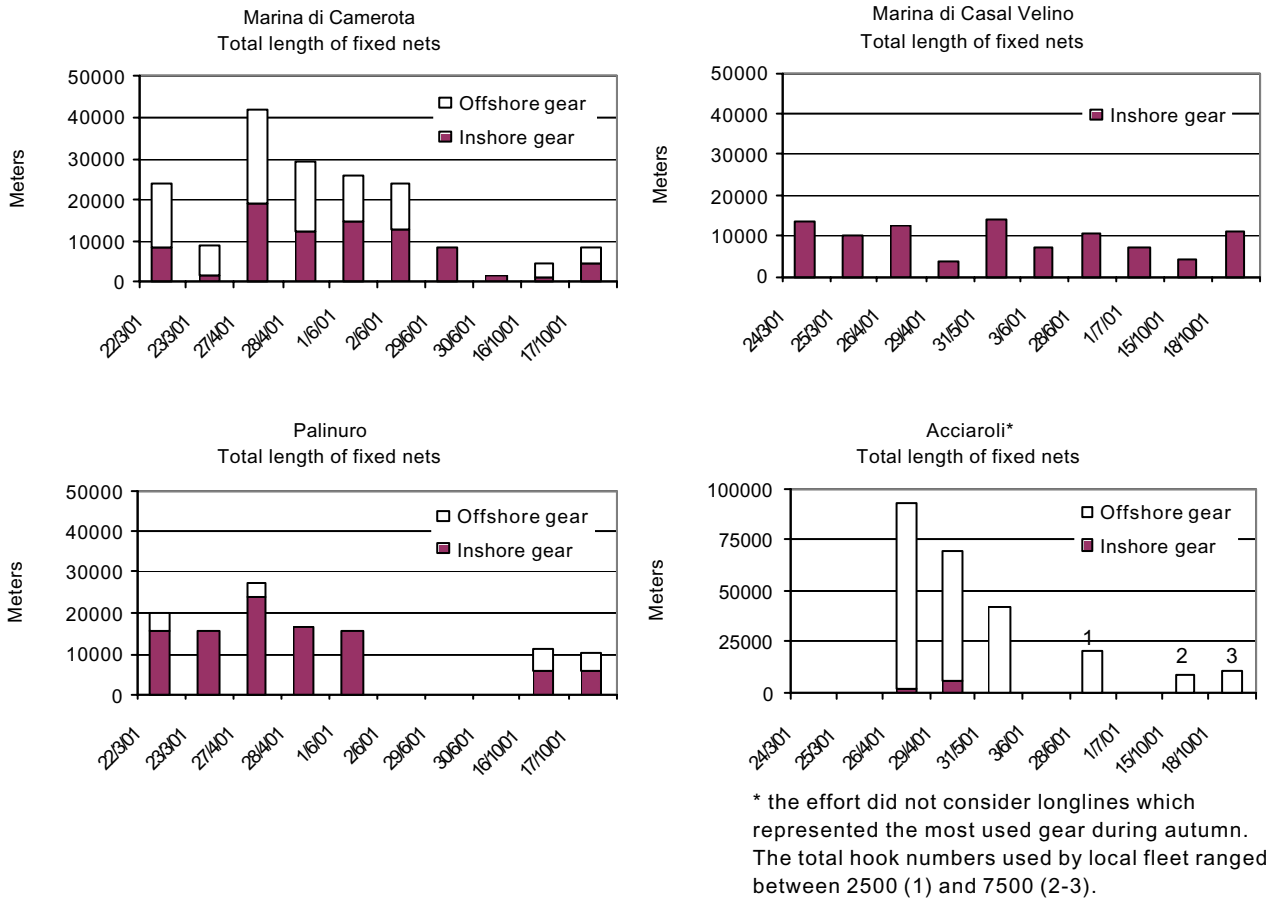 Marina di Camerota
Total length of fixed nets
50000
40000
30000
20000
10000
0
Meters
Offshore gear
Inshore gear
22/3/01
23/3/01
27/4/01
28/4/01
1/6/01
2/6/01
29/6/01
30/6/01
16/10/01
17/10/01
Marina di Casal Velino
Total length of fixed nets
50000
40000
30000
20000
10000
0
Meters
Inshore gear
24/3/01
25/3/01
26/4/01
29/4/01
31/5/01
3/6/01
28/6/01
1/7/01
15/10/01
18/10/01
Palinuro
Total length of fixed nets
50000
40000
30000
20000
10000
0
Meters
Offshore gear
Inshore gear
22/3/01
23/3/01
27/4/01
28/4/01
1/6/01
2/6/01
29/6/01
30/6/01
16/10/01
17/10/01
Acciaroli*
Total length of fixed nets
100000
75000
50000
25000
0
Meters
Offshore gear
Inshore gear
1
2
3
24/3/01
25/3/01
26/4/01
29/4/01
31/5/01
3/6/01
28/6/01
1/7/01
15/10/01
18/10/01
* the effort did not consider longlines which
represented the most used gear during autumn.
The total hook numbers used by local fleet ranged
between 2500 (1) and 7500 (2-3).